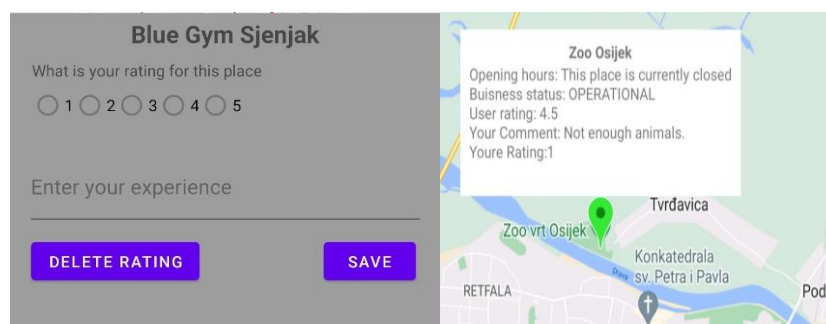 Blue Gym Sjenjak
What is your rating for this place
1 2 3 4 5
Enter your experience
DELETE RATING SAVE
Zoo Osijek
Opening hours: This place is currently closed
Buisness status: OPERATIONAL
User rating: 4.5
Your Comment: Not enough animals.
Youre Rating:1
Tvrđavica
Zoo vrt Osijek
Konkatedrala
sv. Petra i Pavla
Drava
RETFALA
Pod